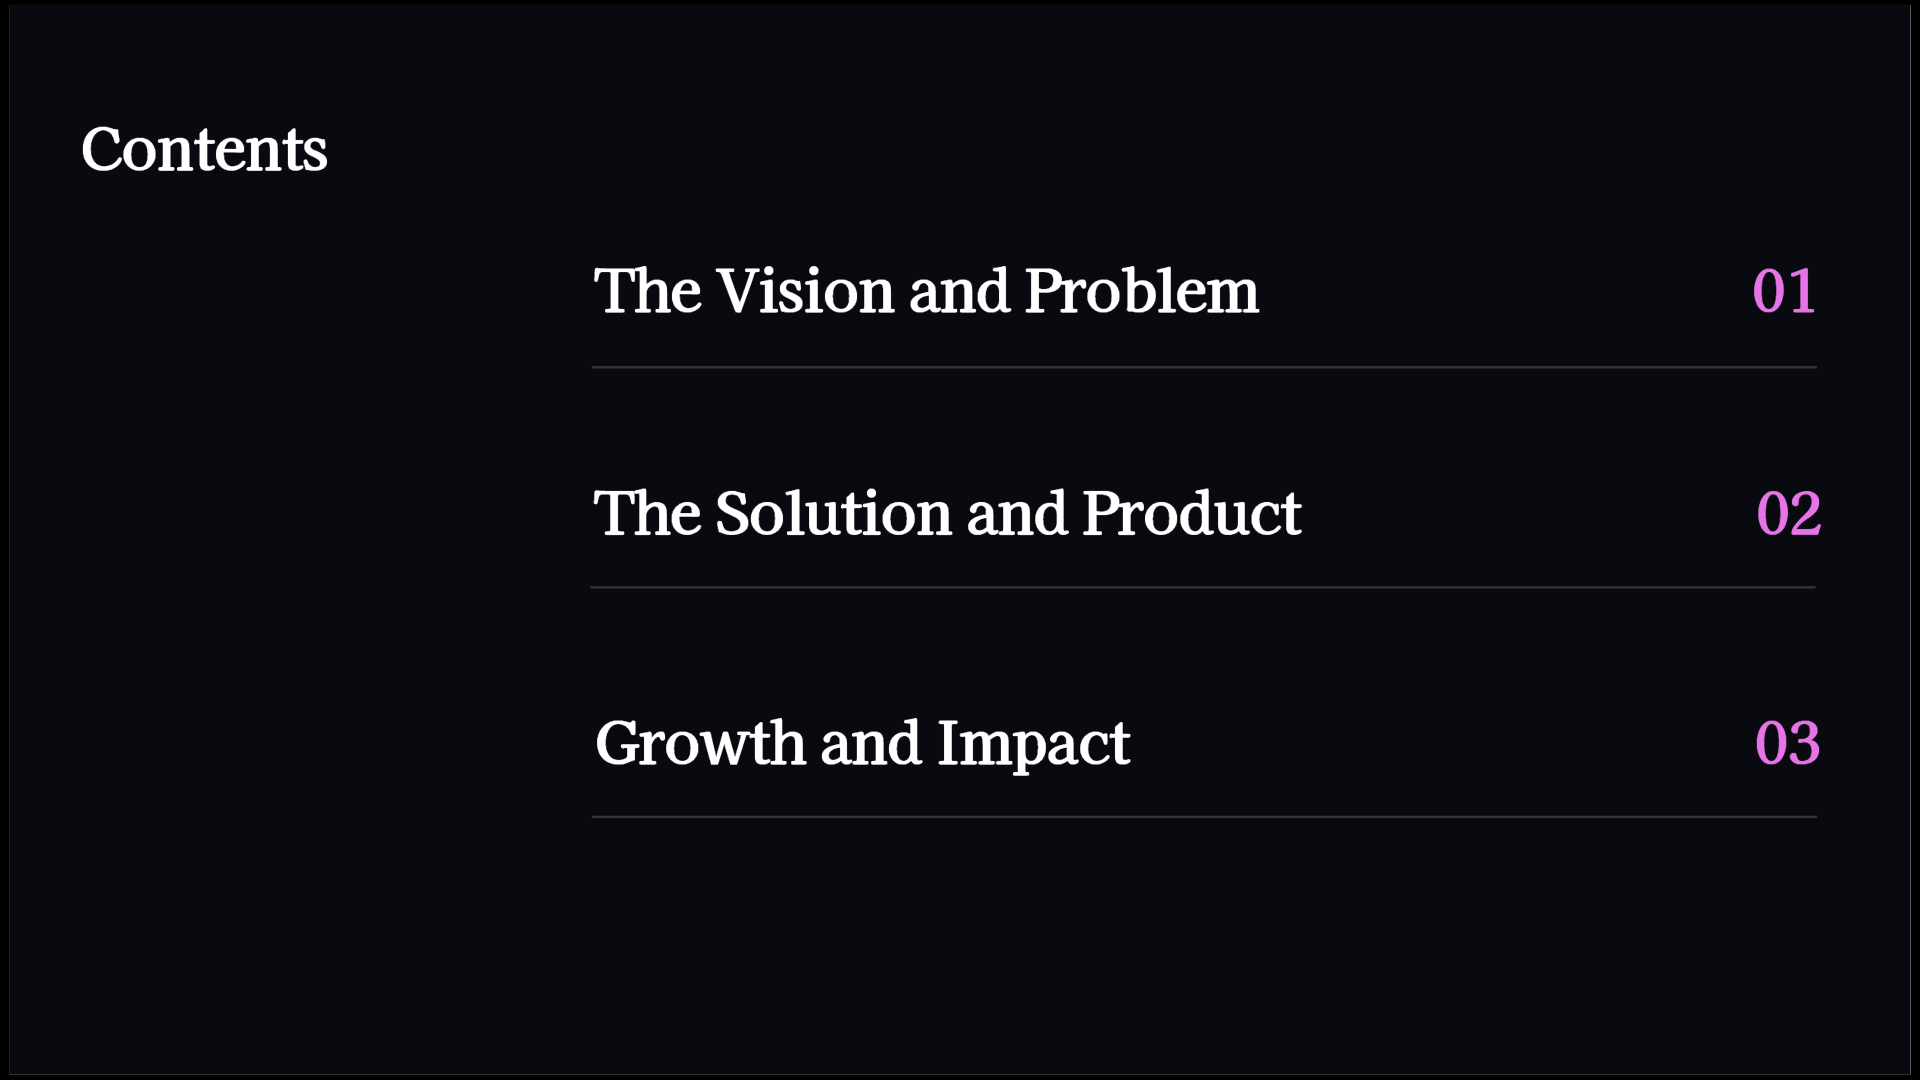 Contents
The Vision and Problem 01
The Solution and Product 02
Growth and Impact 03